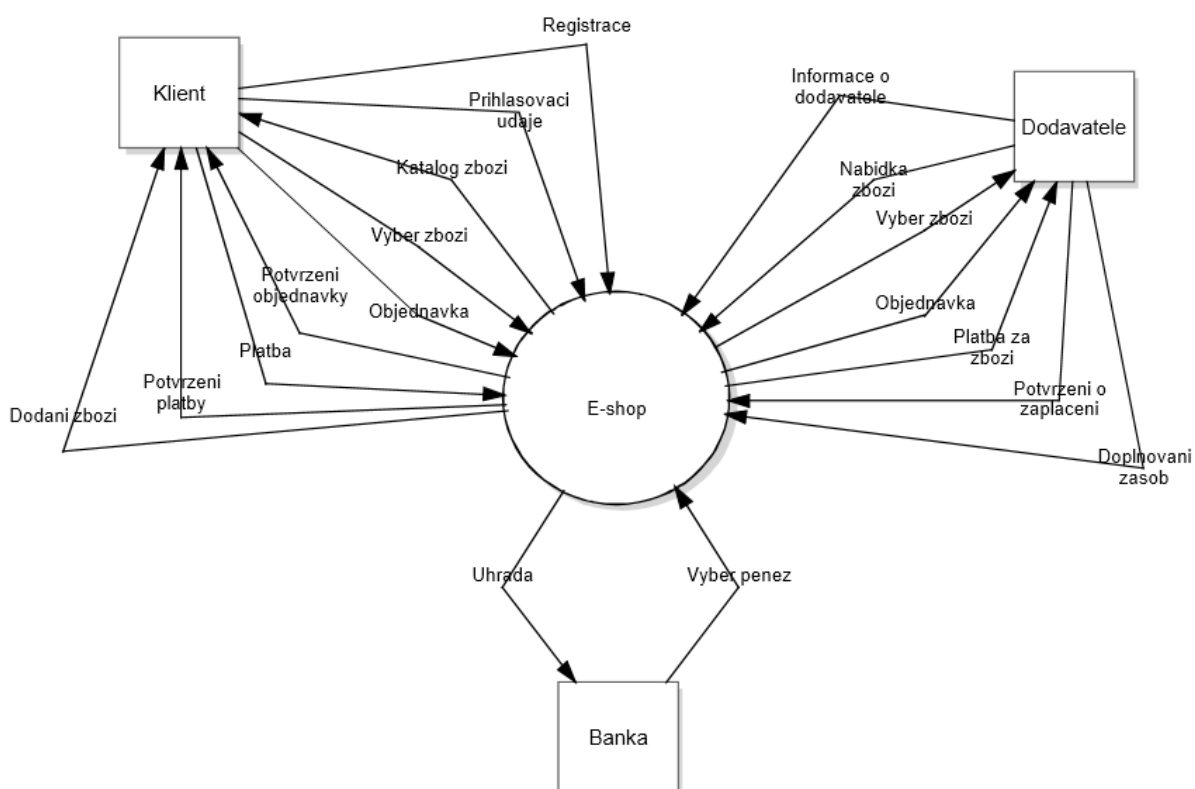 Registrace
Klient
Informace o
dodavatele
Prihlasovaci
udaje
Dodavatele
Katalog zbozi
Nabidka
zbozi
Vyber zbozi
Vyber zbozi
Potvrzeni
objednavky
Objednavka
Objednavka
Platba
Platba za
zbozi
Potvrzeni
platby
Potvrzeni o
zaplaceni
Dodani zbozi
E-shop
Doplnovani
zasob
Uhrada
Vyber penez
Banka